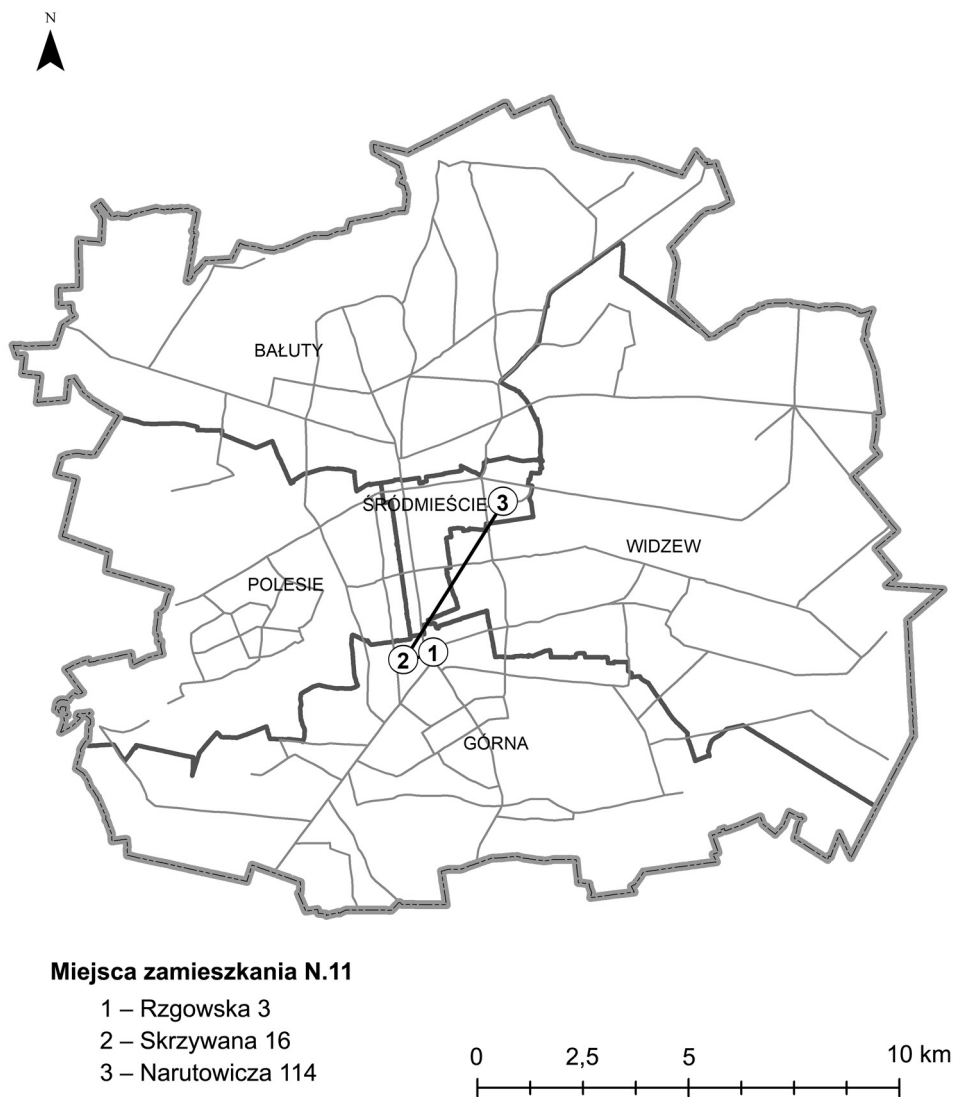 N
BAŁUTY
ŚRÓDMIEŚCIE
3
WIDZEW
POLESIE
2
1
GÓRNA
Miejsca zamieszkania N.11
1 – Rzgowska 3
2 – Skrzywana 16
3 – Narutowicza 114
0 2,5 5 10 km